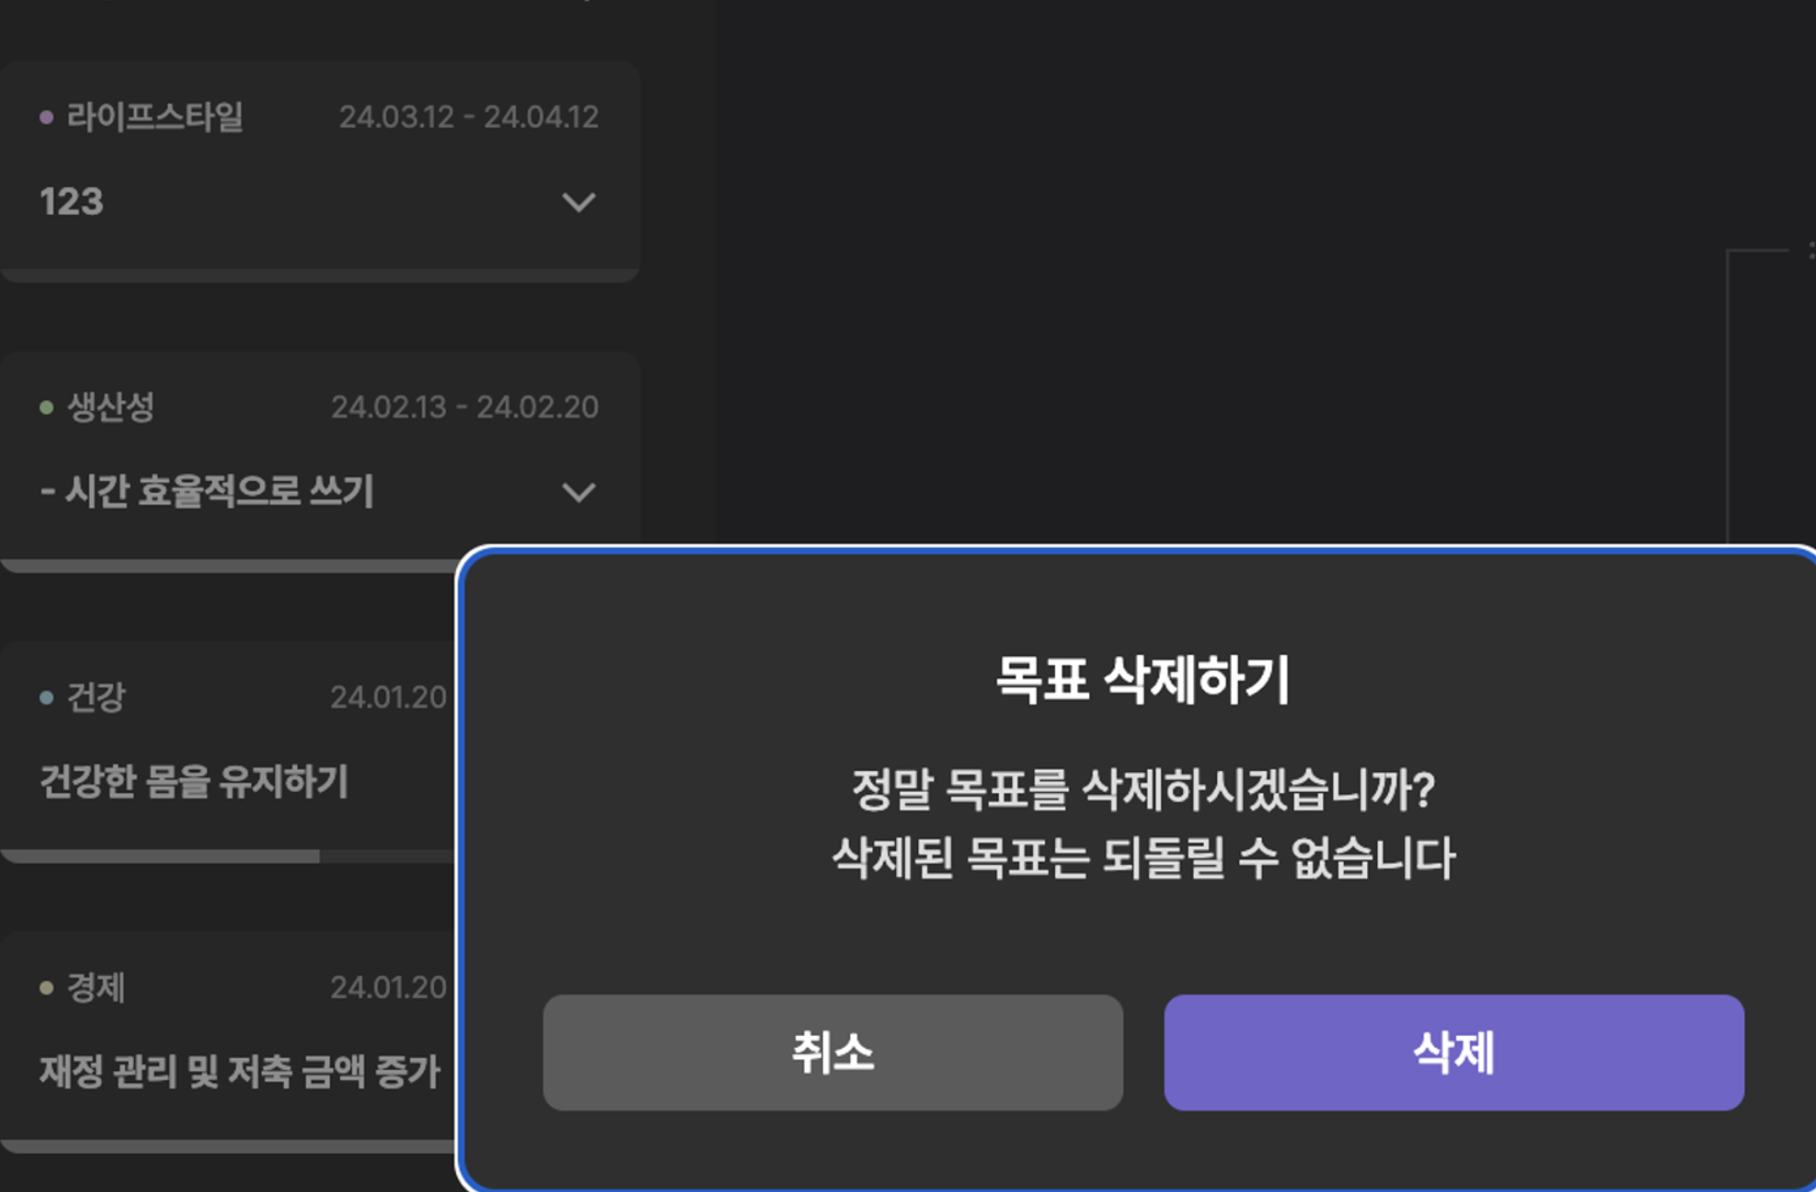 라이프스타일 24.03.12 - 24.04.12
123
생산성 24.02.13 - 24.02.20
- 시간 효율적으로 쓰기
건강 24.01.20
건강한 몸을 유지하기
경제 24.01.20
재정 관리 및 저축 금액 증가
목표 삭제하기
정말 목표를 삭제하시겠습니까?
삭제된 목표는 되돌릴 수 없습니다
취소 삭제